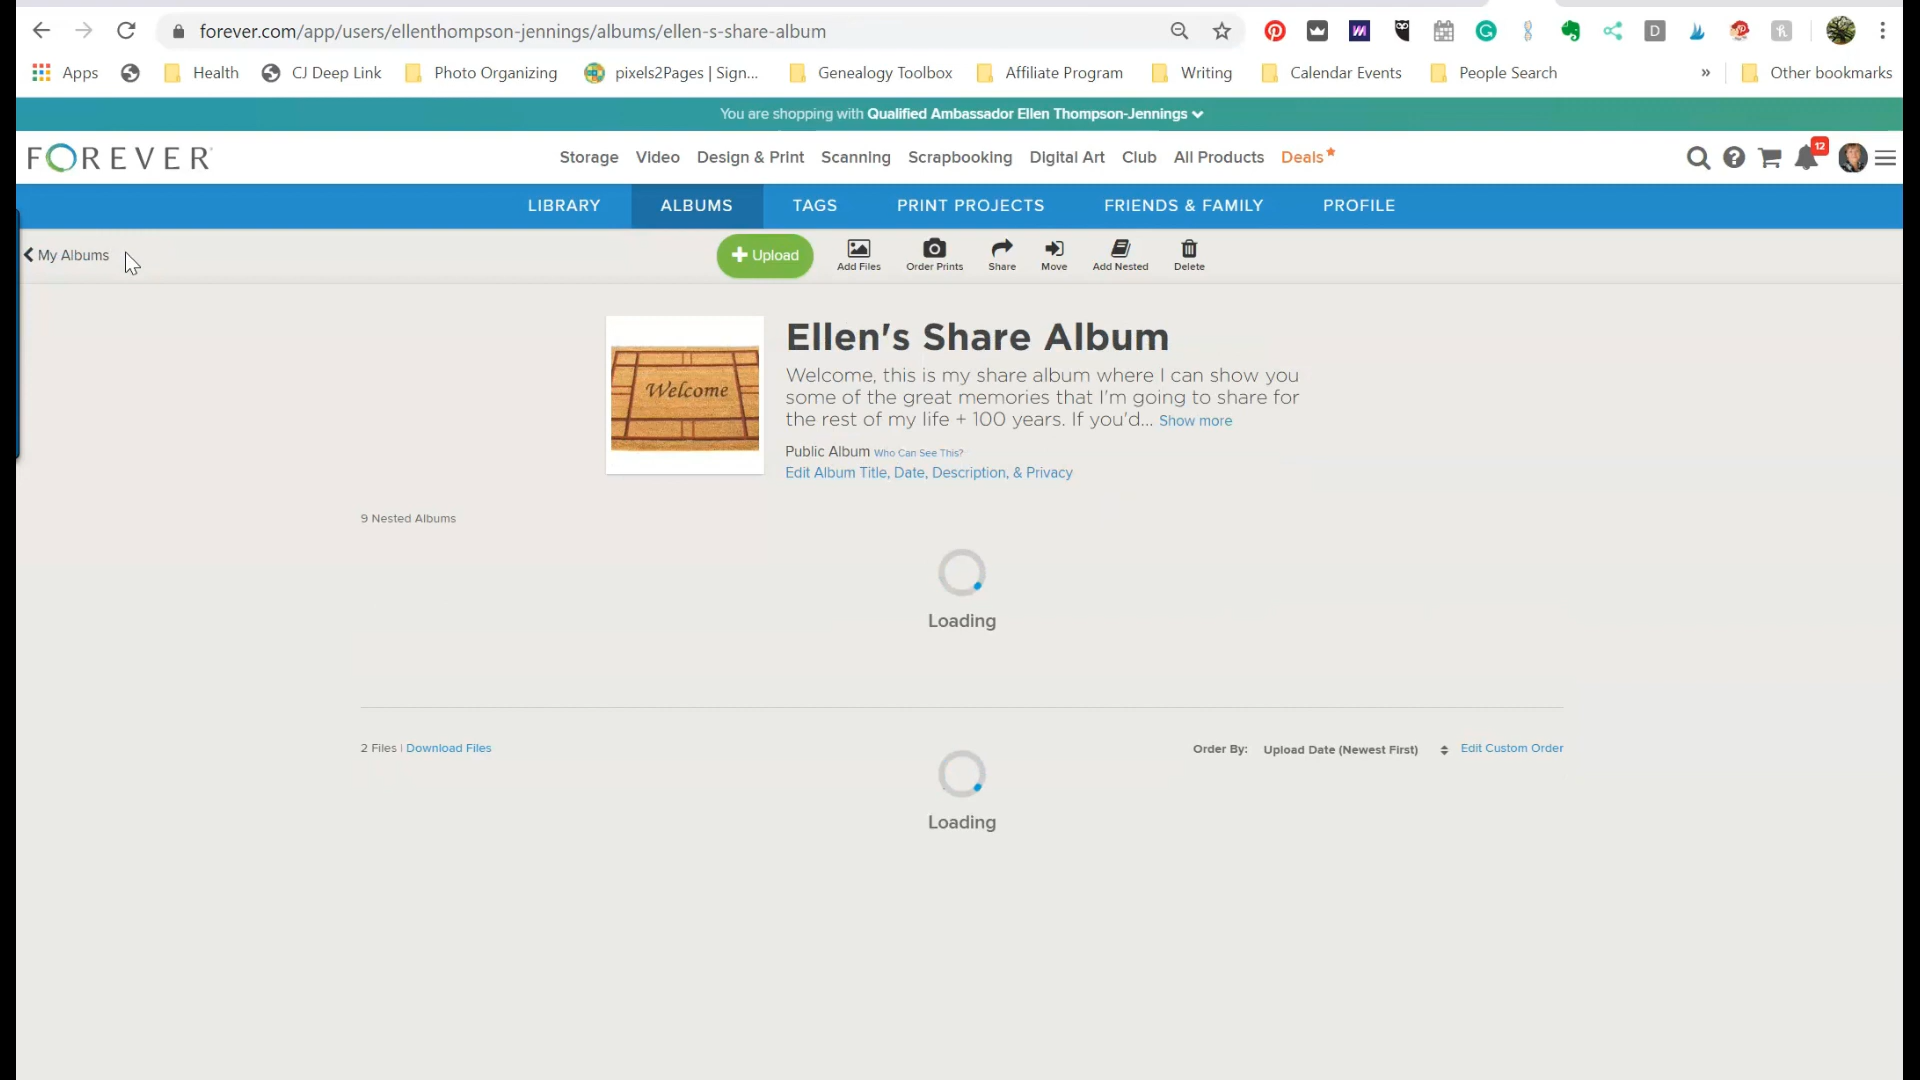 forever.com/app/users/ellenthompson-jennings/albums/ellen-s-share-album
Apps Health CJ Deep Link Photo Organizing pixels2Pages | Sign... Genealogy Toolbox Affiliate Program Writing Calendar Events People Search » Other bookmarks
You are shopping with Qualified Ambassador Ellen Thompson-Jennings
FOREVER Storage Video Design & Print Scanning Scrapbooking Digital Art Club All Products Deals* 12
LIBRARY ALBUMS TAGS PRINT PROJECTS FRIENDS & FAMILY PROFILE
My Albums + Upload Add Files Order Prints Share Move Add Nested Delete
Welcome
Ellen's Share Album
Welcome, this is my share album where I can show you
some of the great memories that I'm going to share for
the rest of my life + 100 years. If you'd... Show more
Public Album Who Can See This?
Edit Album Title, Date, Description, & Privacy
9 Nested Albums
Loading
2 Files | Download Files Order By: Upload Date (Newest First) Edit Custom Order
Loading